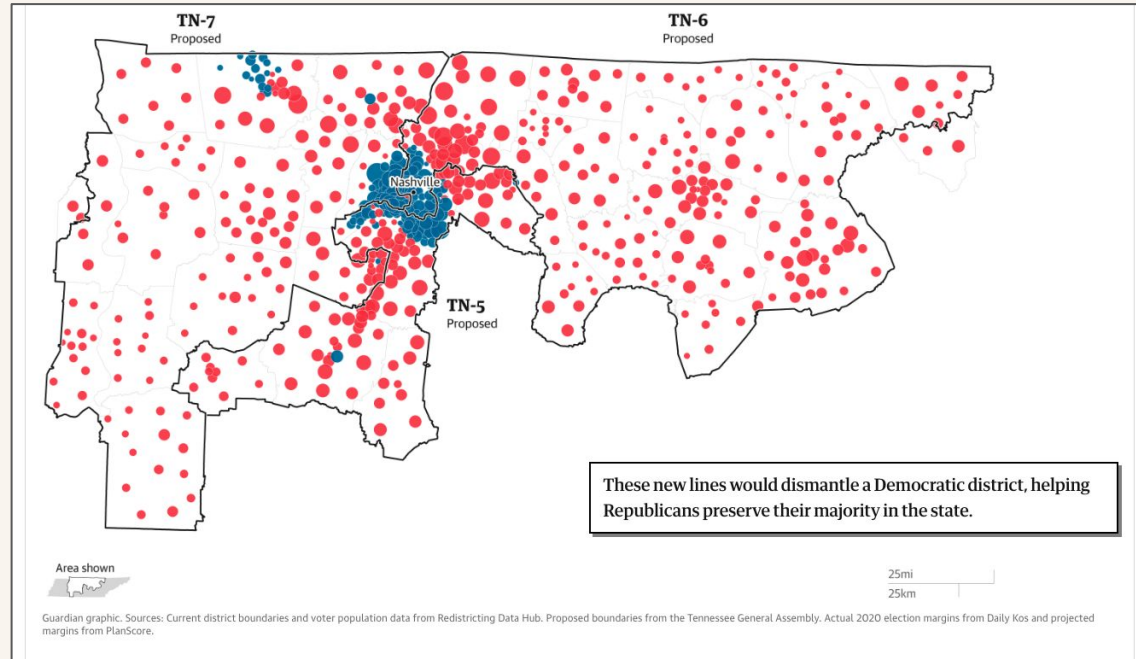 TN-7
Proposed
TN-6
Proposed
Nashville
TN-5
Proposed
These new lines would dismantle a Democratic district, helping
Republicans preserve their majority in the state.
Area shown
25mi
25km
Guardian graphic. Sources: Current district boundaries and voter population data from Redistricting Data Hub. Proposed boundaries from the Tennessee General Assembly. Actual 2020 election margins from Daily Kos and projected
margins from PlanScore.